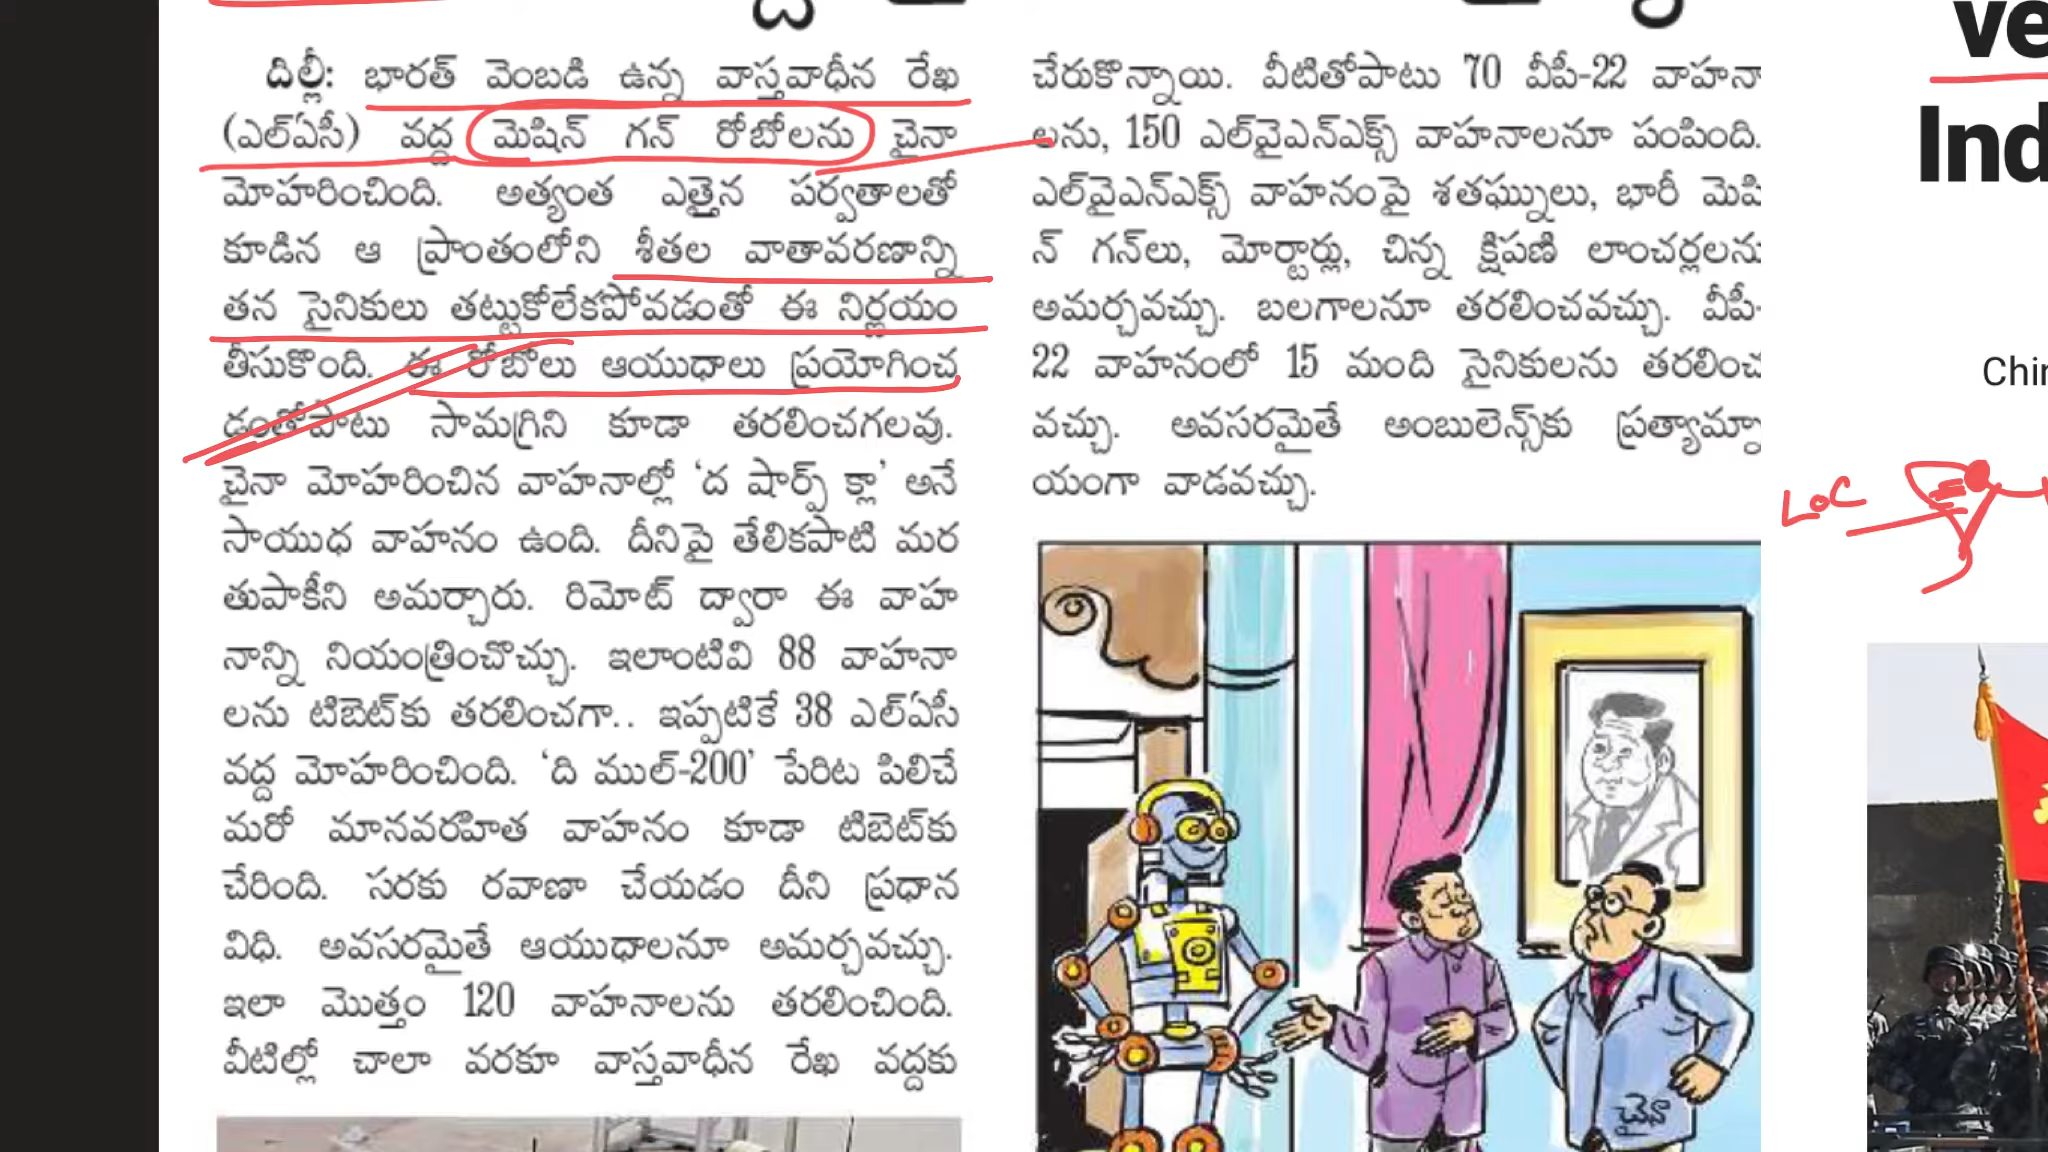 దిల్లీ: భారత్ వెంబడి ఉన్న వాస్తవాధీన రేఖ
(ఎల్ఏసీ) వద్ద మెషిన్ గన్ రోబోలను చైనా
మోహరించింది. అత్యంత ఎత్తైన పర్వతాలతో
కూడిన ఆ ప్రాంతంలోని శీతల వాతావరణాన్ని
తన సైనికులు తట్టుకోలేకపోవడంతో ఈ నిర్ణయం
తీసుకొంది. ఈ రోబోలు ఆయుధాలు ప్రయోగించ
డంతోపాటు సామగ్రిని కూడా తరలించగలవు.
చైనా మోహరించిన వాహనాల్లో ‘ద షార్ప్ క్లా’ అనే
సాయుధ వాహనం ఉంది. దీనిపై తేలికపాటి మర
తుపాకీని అమర్చారు. రిమోట్ ద్వారా ఈ వాహ
నాన్ని నియంత్రించొచ్చు. ఇలాంటివి 88 వాహనా
లను టిబెట్‌కు తరలించగా.. ఇప్పటికే 38 ఎల్ఏసీ
వద్ద మోహరించింది. ‘ది ముల్-200’ పేరిట పిలిచే
మరో మానవరహిత వాహనం కూడా టిబెట్‌కు
చేరింది. సరకు రవాణా చేయడం దీని ప్రధాన
విధి. అవసరమైతే ఆయుధాలనూ అమర్చవచ్చు.
ఇలా మొత్తం 120 వాహనాలను తరలించింది.
వీటిల్లో చాలా వరకూ వాస్తవాధీన రేఖ వద్దకు
చేరుకొన్నాయి. వీటితోపాటు 70 వీపీ-22 వాహనా
లను, 150 ఎల్‌వైఎన్ఎక్స్ వాహనాలనూ పంపింది.
ఎల్‌వైఎన్ఎక్స్ వాహనంపై శతఘ్నులు, భారీ మెషి
న్ గన్‌లు, మోర్టార్లు, చిన్న క్షిపణి లాంచర్లలను
అమర్చవచ్చు. బలగాలనూ తరలించవచ్చు. వీపీ-
22 వాహనంలో 15 మంది సైనికులను తరలించ
వచ్చు. అవసరమైతే అంబులెన్స్‌కు ప్రత్యామ్నా
యంగా వాడవచ్చు.
చైనా
ve
Ind
Chin
LOC